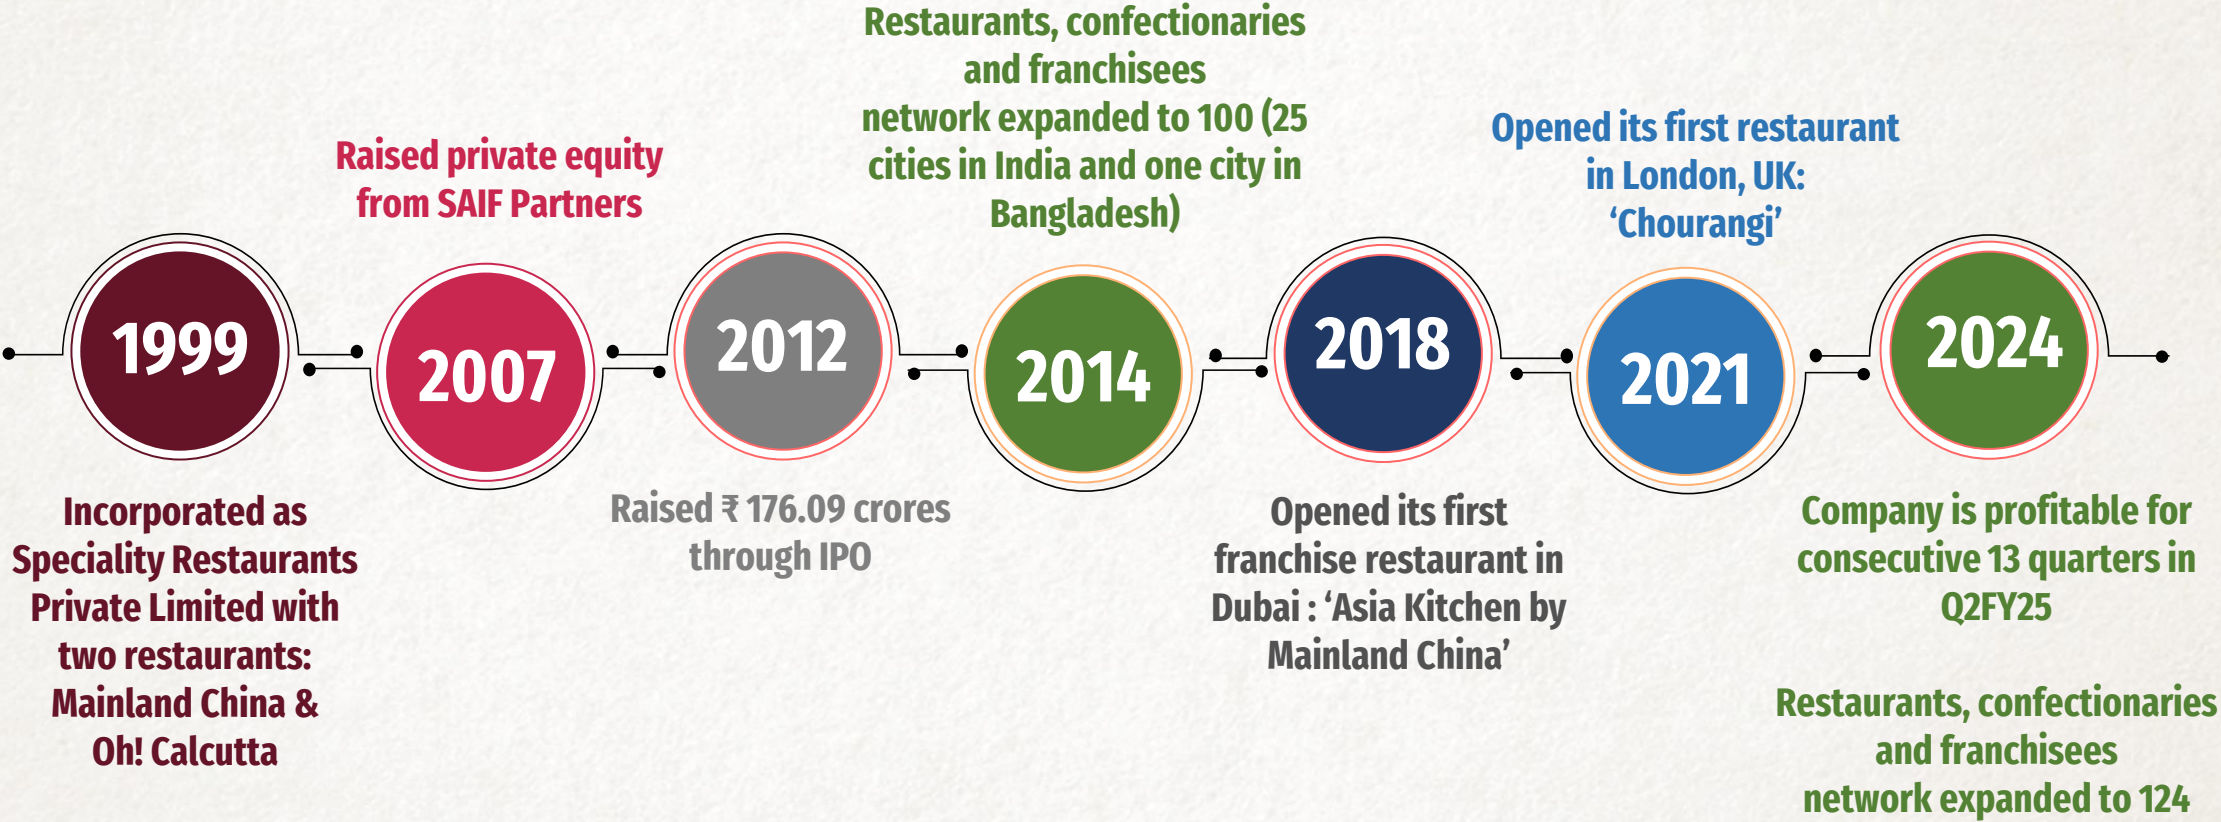 1999
Incorporated as
Speciality Restaurants
Private Limited with
two restaurants:
Mainland China &
Oh! Calcutta
Raised private equity
from SAIF Partners
2007
2012
Raised ₹ 176.09 crores
through IPO
Restaurants, confectionaries
and franchisees
network expanded to 100 (25
cities in India and one city in
Bangladesh)
2014
2018
Opened its first
franchise restaurant in
Dubai : ‘Asia Kitchen by
Mainland China’
Opened its first restaurant
in London, UK:
‘Chourangi’
2021
2024
Company is profitable for
consecutive 13 quarters in
Q2FY25
Restaurants, confectionaries
and franchisees
network expanded to 124